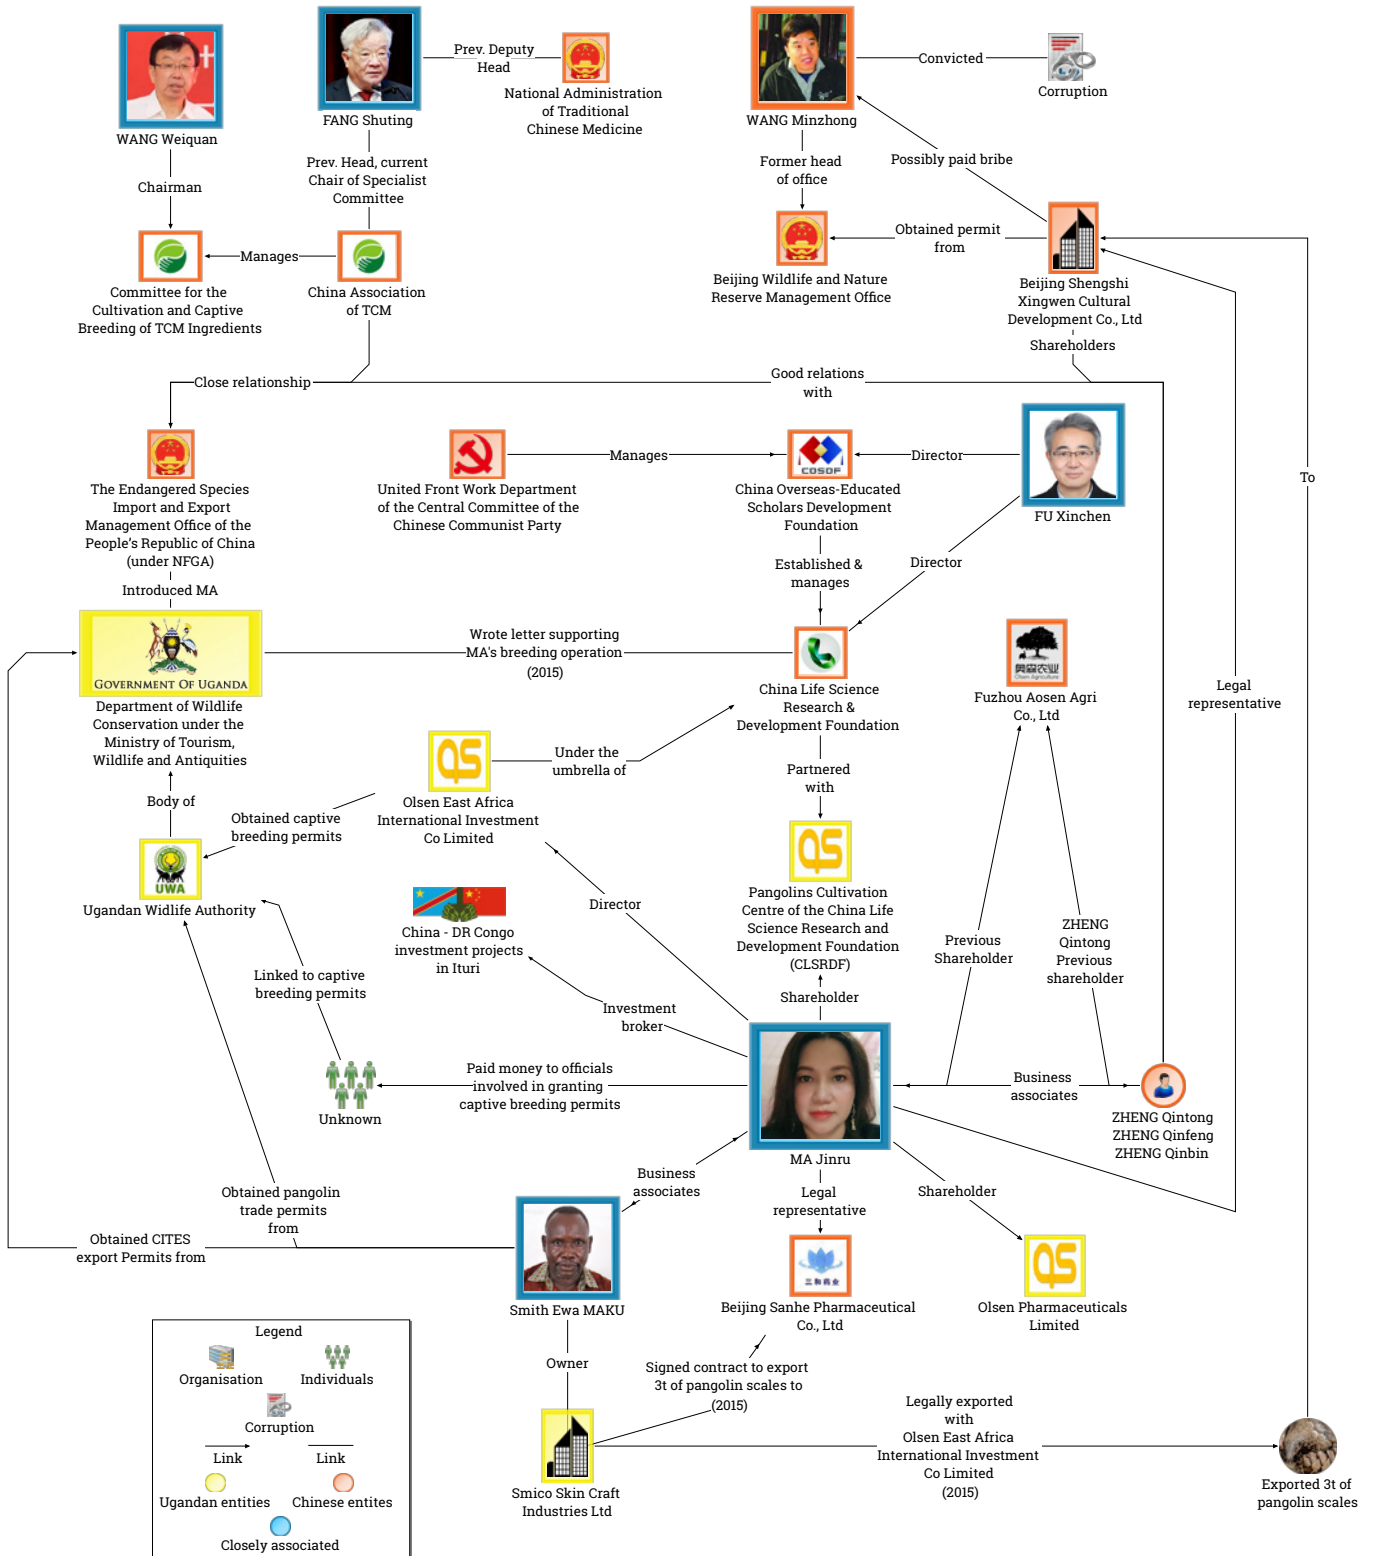 WANG Weiquan
FANG Shuting
Prev. Deputy
Head
National Administration
of Traditional
Chinese Medicine
WANG Minzhong
Convicted
Corruption
Chairman
Prev. Head, current
Chair of Specialist
Committee
Former head
of office
Possibly paid bribe
Obtained permit
from
Manages
Committee for the
Cultivation and Captive
Breeding of TCM Ingredients
China Association
of TCM
Beijing Wildlife and Nature
Reserve Management Office
Beijing Shengshi
Xingwen Cultural
Development Co., Ltd
Shareholders
Close relationship
Good relations
with
The Endangered Species
Import and Export
Management Office of the
People's Republic of China
(under NFGA)
Manages
United Front Work Department
of the Central Committee of the
Chinese Communist Party
COSDF
China Overseas-Educated
Scholars Development
Foundation
Director
FU Xinchen
To
Introduced MA
Established &
manages
Director
GOVERNMENT OF UGANDA
Department of Wildlife
Conservation under the
Ministry of Tourism,
Wildlife and Antiquities
Wrote letter supporting
MA's breeding operation
(2015)
China Life Science
Research &
Development Foundation
奥森农业
Olsen Agriculture
Fuzhou Aosen Agri
Co., Ltd
Legal
representative
Under the
umbrella of
Olsen East Africa
International Investment
Co Limited
Partnered
with
Body of
Obtained captive
breeding permits
UWA
Ugandan Widlife Authority
Pangolins Cultivation
Centre of the China Life
Science Research and
Development Foundation
(CLSRDF)
Director
China - DR Congo
investment projects
in Ituri
Previous
Shareholder
ZHENG
Qintong
Previous
shareholder
Linked to captive
breeding permits
Shareholder
Investment
broker
Unknown
Paid money to officials
involved in granting
captive breeding permits
MA Jinru
Business
associates
ZHENG Qintong
ZHENG Qinfeng
ZHENG Qinbin
Business
associates
Legal
representative
Shareholder
Obtained pangolin
trade permits
from
Obtained CITES
export Permits from
Smith Ewa MAKU
三和药业
Beijing Sanhe Pharmaceutical
Co., Ltd
Olsen Pharmaceuticals
Limited
Owner
Signed contract to export
3t of pangolin scales to
(2015)
Smico Skin Craft
Industries Ltd
Legally exported
with
Olsen East Africa
International Investment
Co Limited
(2015)
Exported 3t of
pangolin scales
Legend
Organisation
Individuals
Corruption
Link
Link
Ugandan entities
Chinese entites
Closely associated